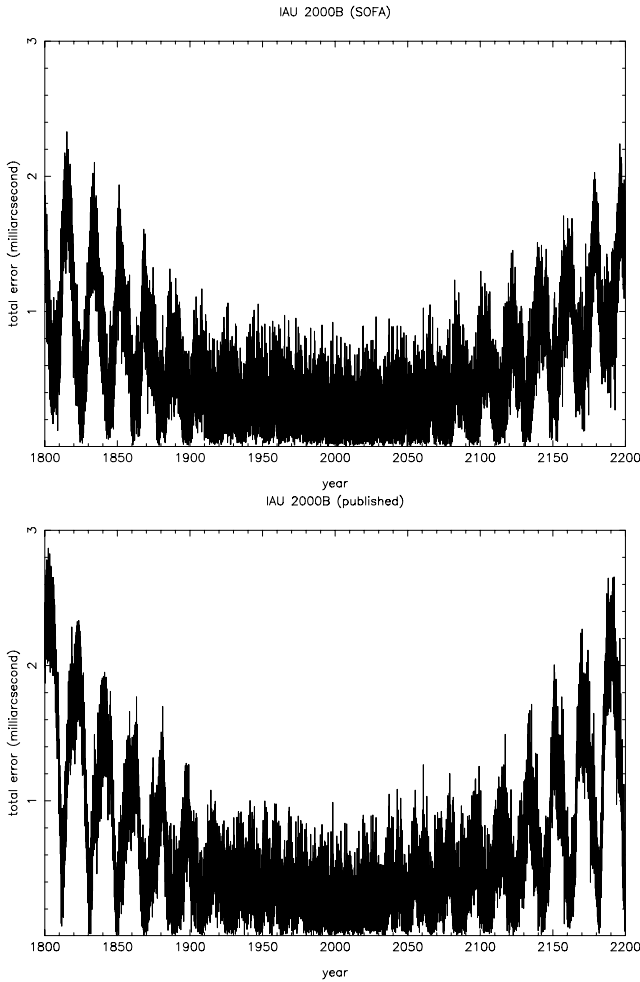 IAU 2000B (SOFA)
3
2
1
total error (milliarcsecond)
1800 1850 1900 1950 2000 2050 2100 2150 2200
year
IAU 2000B (published)
3
2
1
total error (milliarcsecond)
1800 1850 1900 1950 2000 2050 2100 2150 2200
year